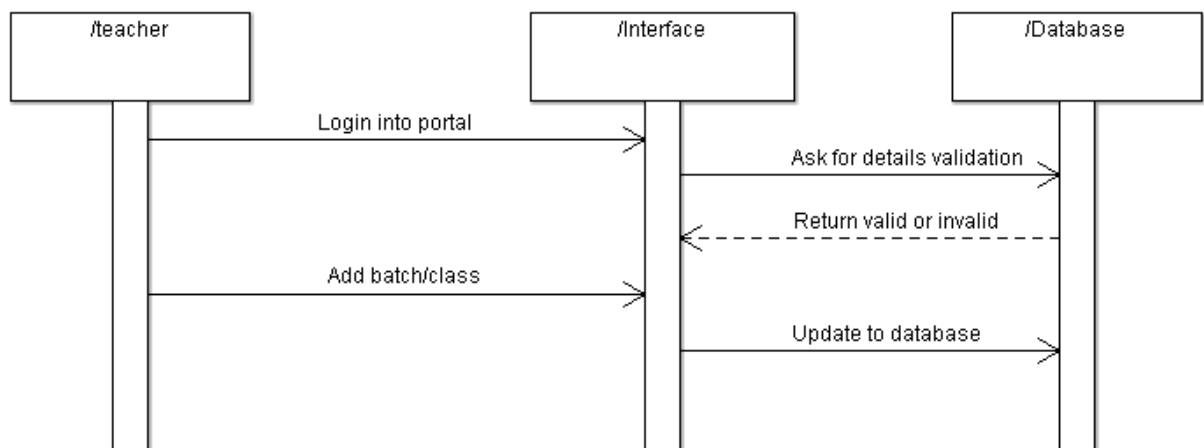 /teacher
/Interface
/Database
Login into portal
Ask for details validation
Return valid or invalid
Add batch/class
Update to database